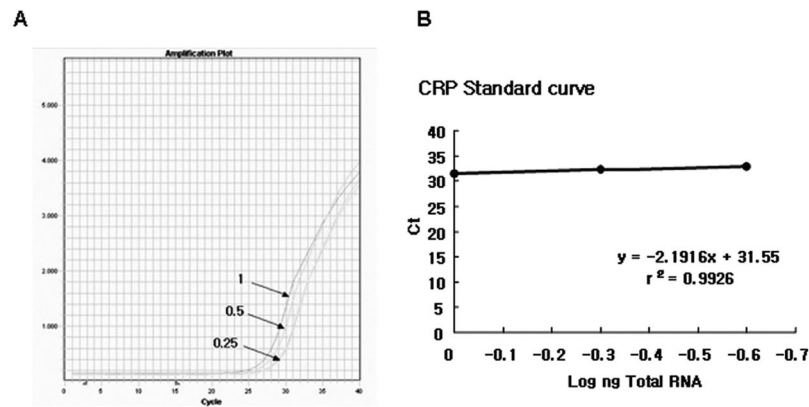 A
Amplification Plot
5.000
4.000
3.000
2.000
1.000
1
0.5
0.25
0 5 10 15 20 25 30 35 40
Cycle
B
CRP Standard curve
Ct
40
35
30
25
20
15
10
5
0
y = -2.1916x + 31.55
r² = 0.9926
0 -0.1 -0.2 -0.3 -0.4 -0.5 -0.6 -0.7
Log ng Total RNA